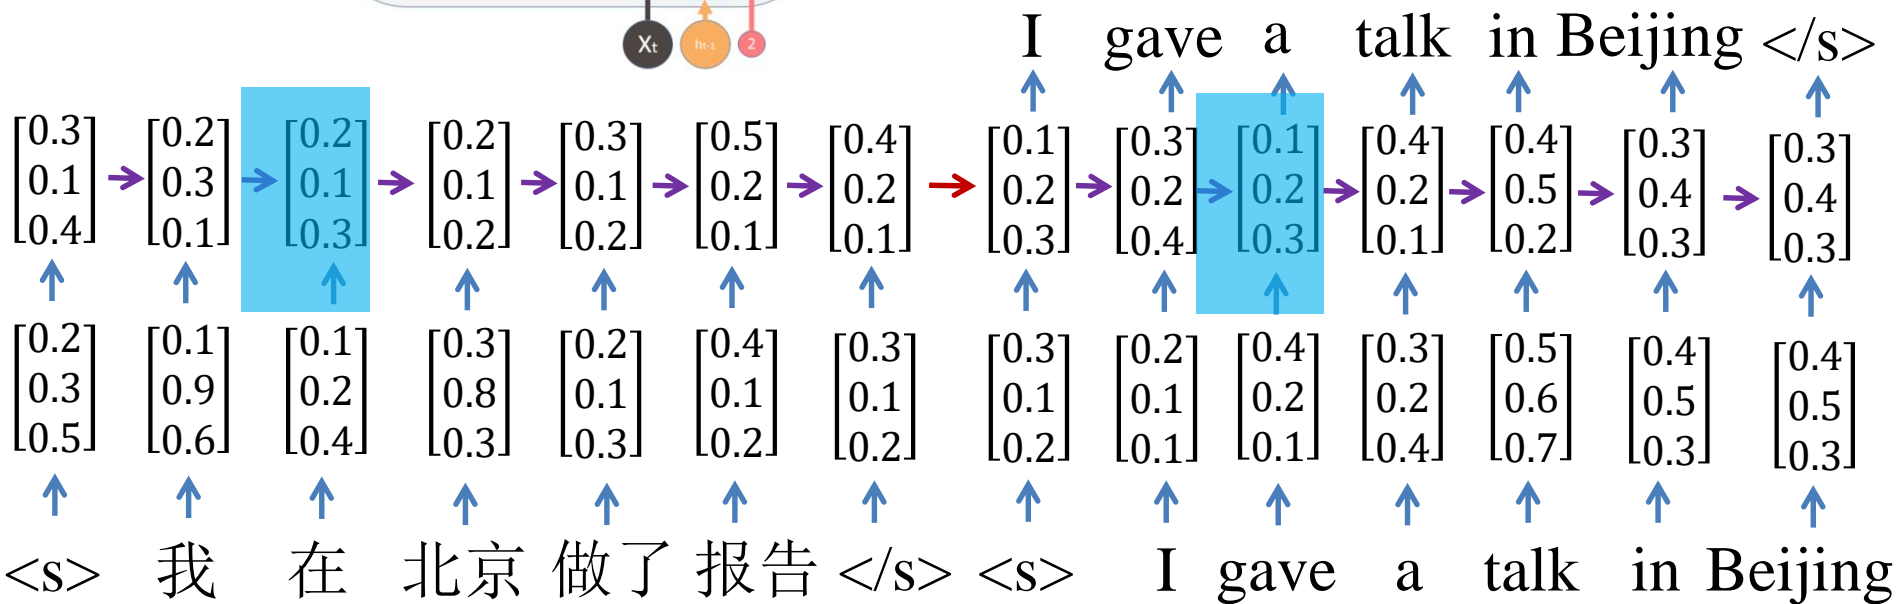 Xt ht-1 2
I gave a talk in Beijing </s>
[0.3 [0.2 [0.2 [0.2 [0.3 [0.5 [0.4 [0.1 [0.3 [0.1 [0.4 [0.4 [0.3 [0.3
0.1 0.3 0.1 0.1 0.1 0.2 0.2 0.2 0.2 0.2 0.2 0.5 0.4 0.4
0.4] 0.1] 0.3] 0.2] 0.2] 0.1] 0.1] 0.3] 0.4] 0.3] 0.1] 0.2] 0.3] 0.3]
[0.2 [0.1 [0.1 [0.3 [0.2 [0.4 [0.3 [0.3 [0.2 [0.4 [0.3 [0.5 [0.4 [0.4
0.3 0.9 0.2 0.8 0.1 0.1 0.1 0.1 0.1 0.2 0.2 0.6 0.5 0.5
0.5] 0.6] 0.4] 0.3] 0.3] 0.2] 0.2] 0.2] 0.1] 0.1] 0.4] 0.7] 0.3] 0.3]
<s> 我 在 北京 做了 报告 </s> <s> I gave a talk in Beijing